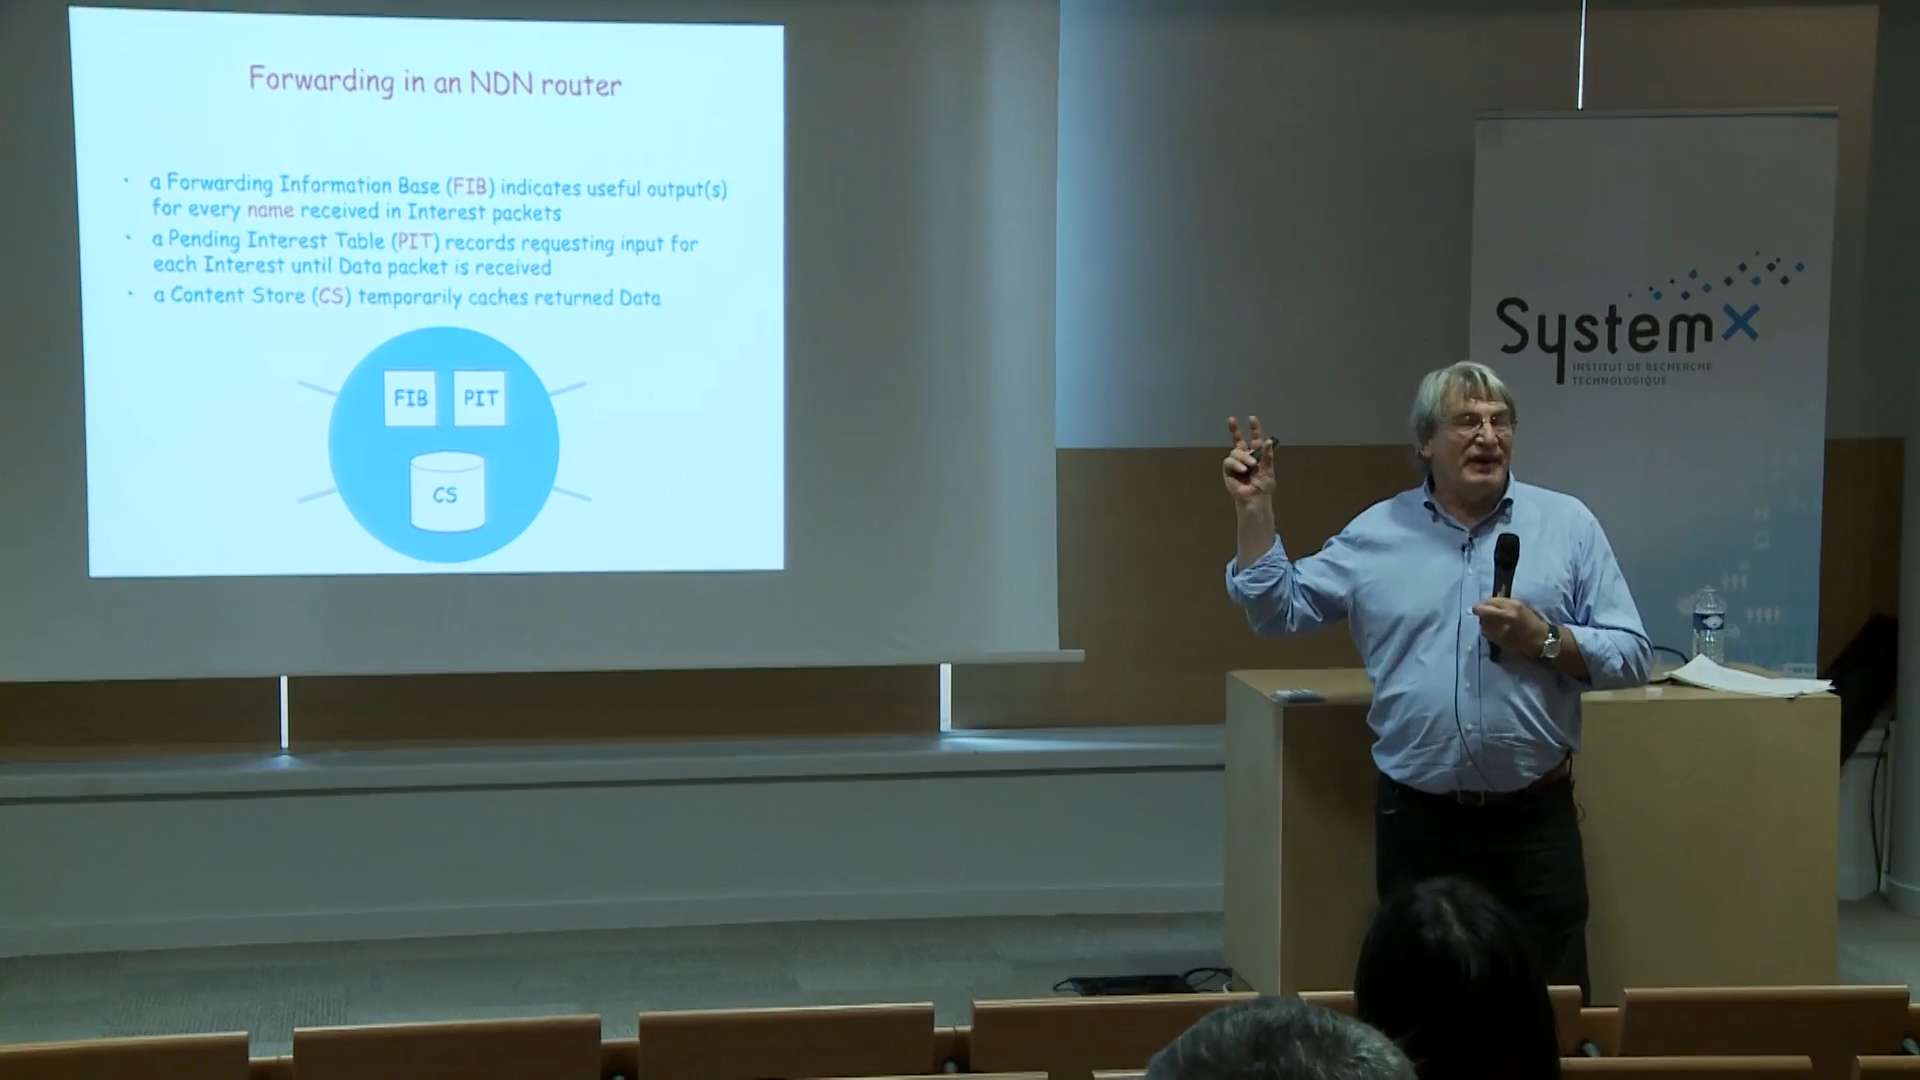 Forwarding in an NDN router
• a Forwarding Information Base (FIB) indicates useful output(s)
for every name received in Interest packets
• a Pending Interest Table (PIT) records requesting input for
each Interest until Data packet is received
• a Content Store (CS) temporarily caches returned Data
FIB PIT
CS
SystemX
INSTITUT DE RECHERCHE
TECHNOLOGIQUE